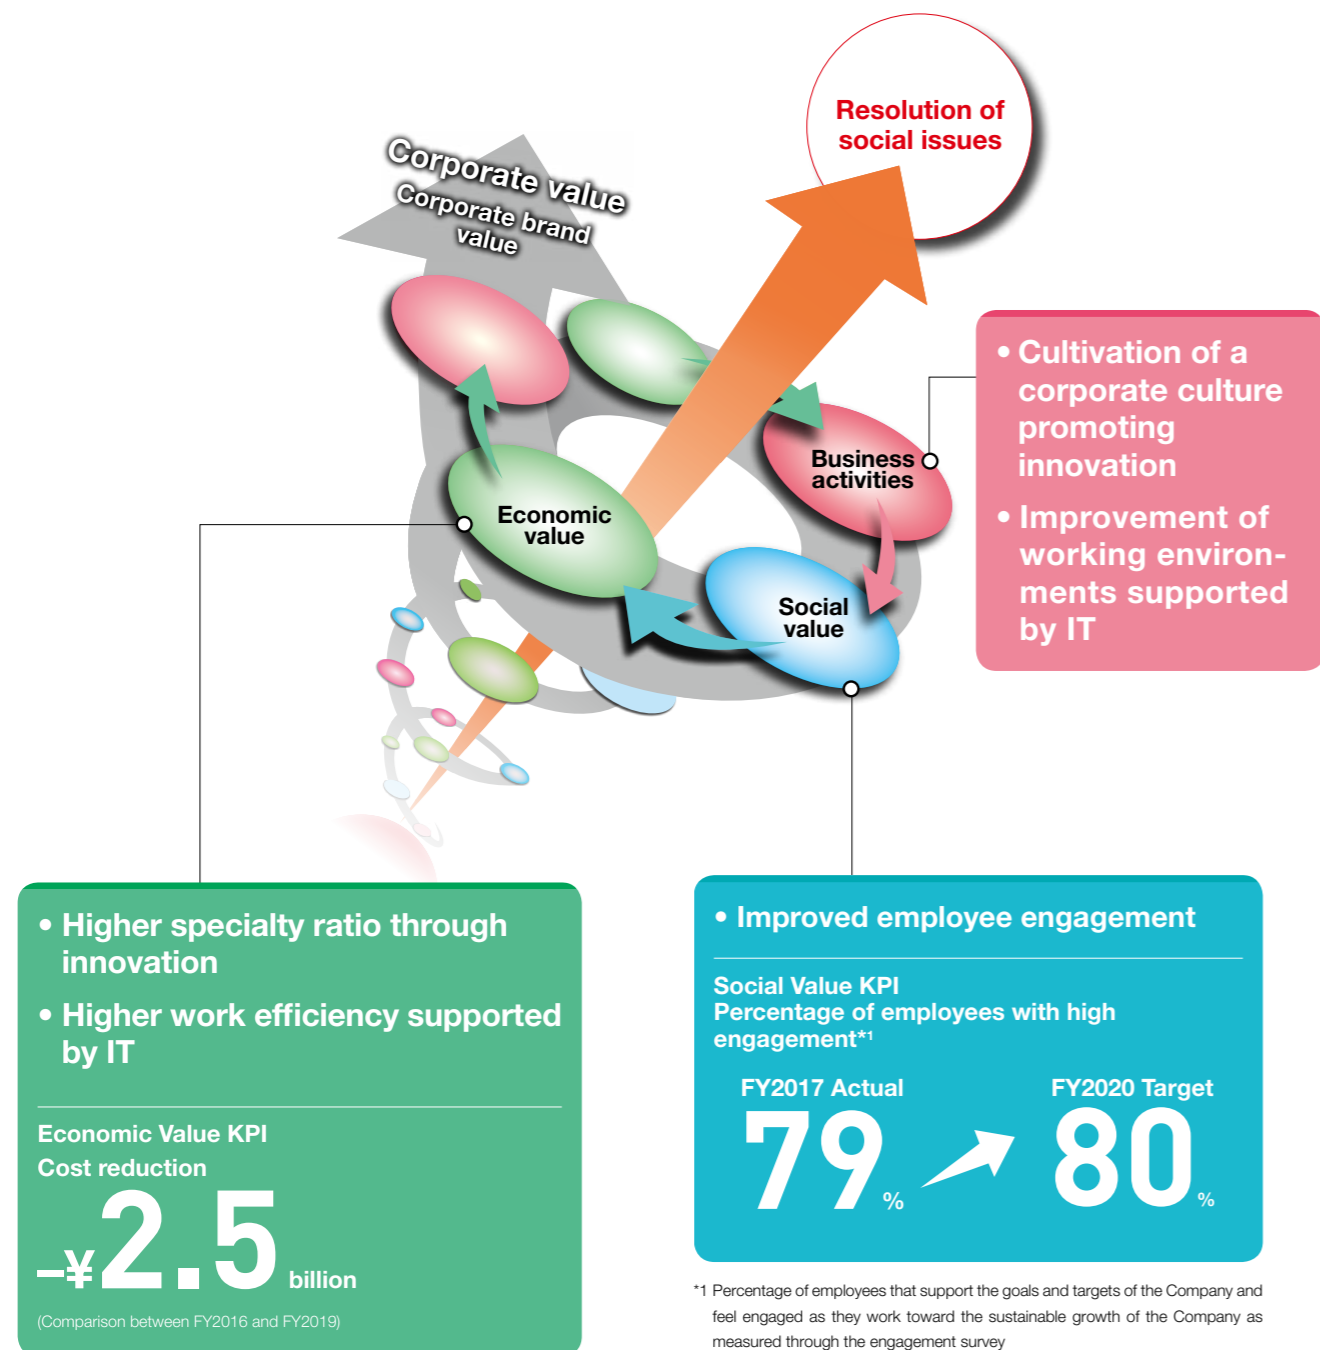 Resolution of
social issues
Corporate value
Corporate brand
value
Business
activities
Economic
value
Social
value
• Cultivation of a
corporate culture
promoting
innovation
• Improvement of
working environ-
ments supported
by IT
• Higher specialty ratio through
innovation
• Higher work efficiency supported
by IT
Economic Value KPI
Cost reduction
–¥2.5 billion
(Comparison between FY2016 and FY2019)
• Improved employee engagement
Social Value KPI
Percentage of employees with high
engagement*1
FY2017 Actual FY2020 Target
79% 80%
*1 Percentage of employees that support the goals and targets of the Company and
feel engaged as they work toward the sustainable growth of the Company as
measured through the engagement survey